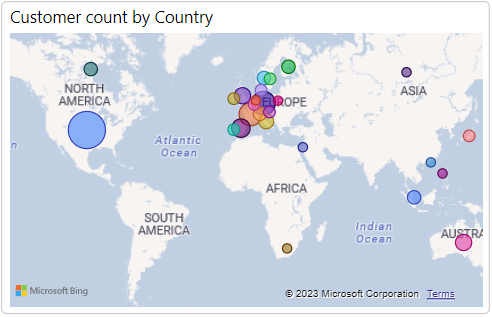 Customer count by Country
NORTH
AMERICA
EUROPE
ASIA
Atlantic
Ocean
AFRICA
SOUTH
AMERICA
Indian
Ocean
AUSTRA
n
Microsoft Bing
© 2023 Microsoft Corporation Terms